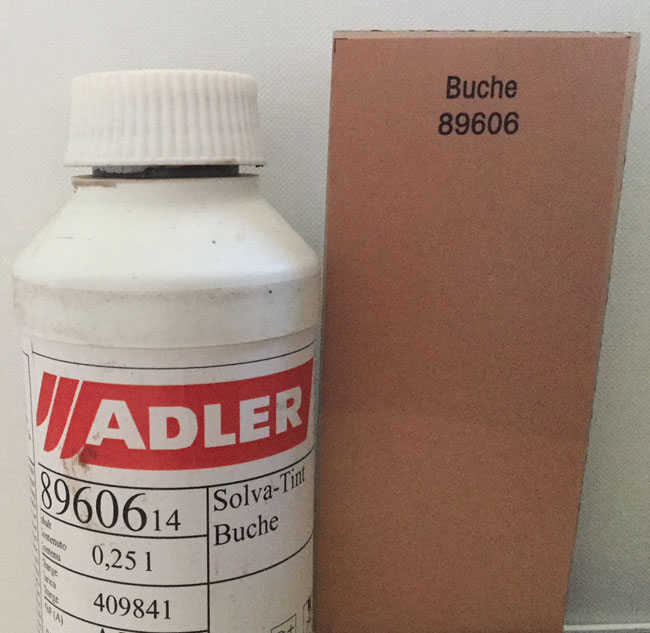 Buche
89606
ADLER
8960614
Solva-Tint
Buche
0,25 l
409841